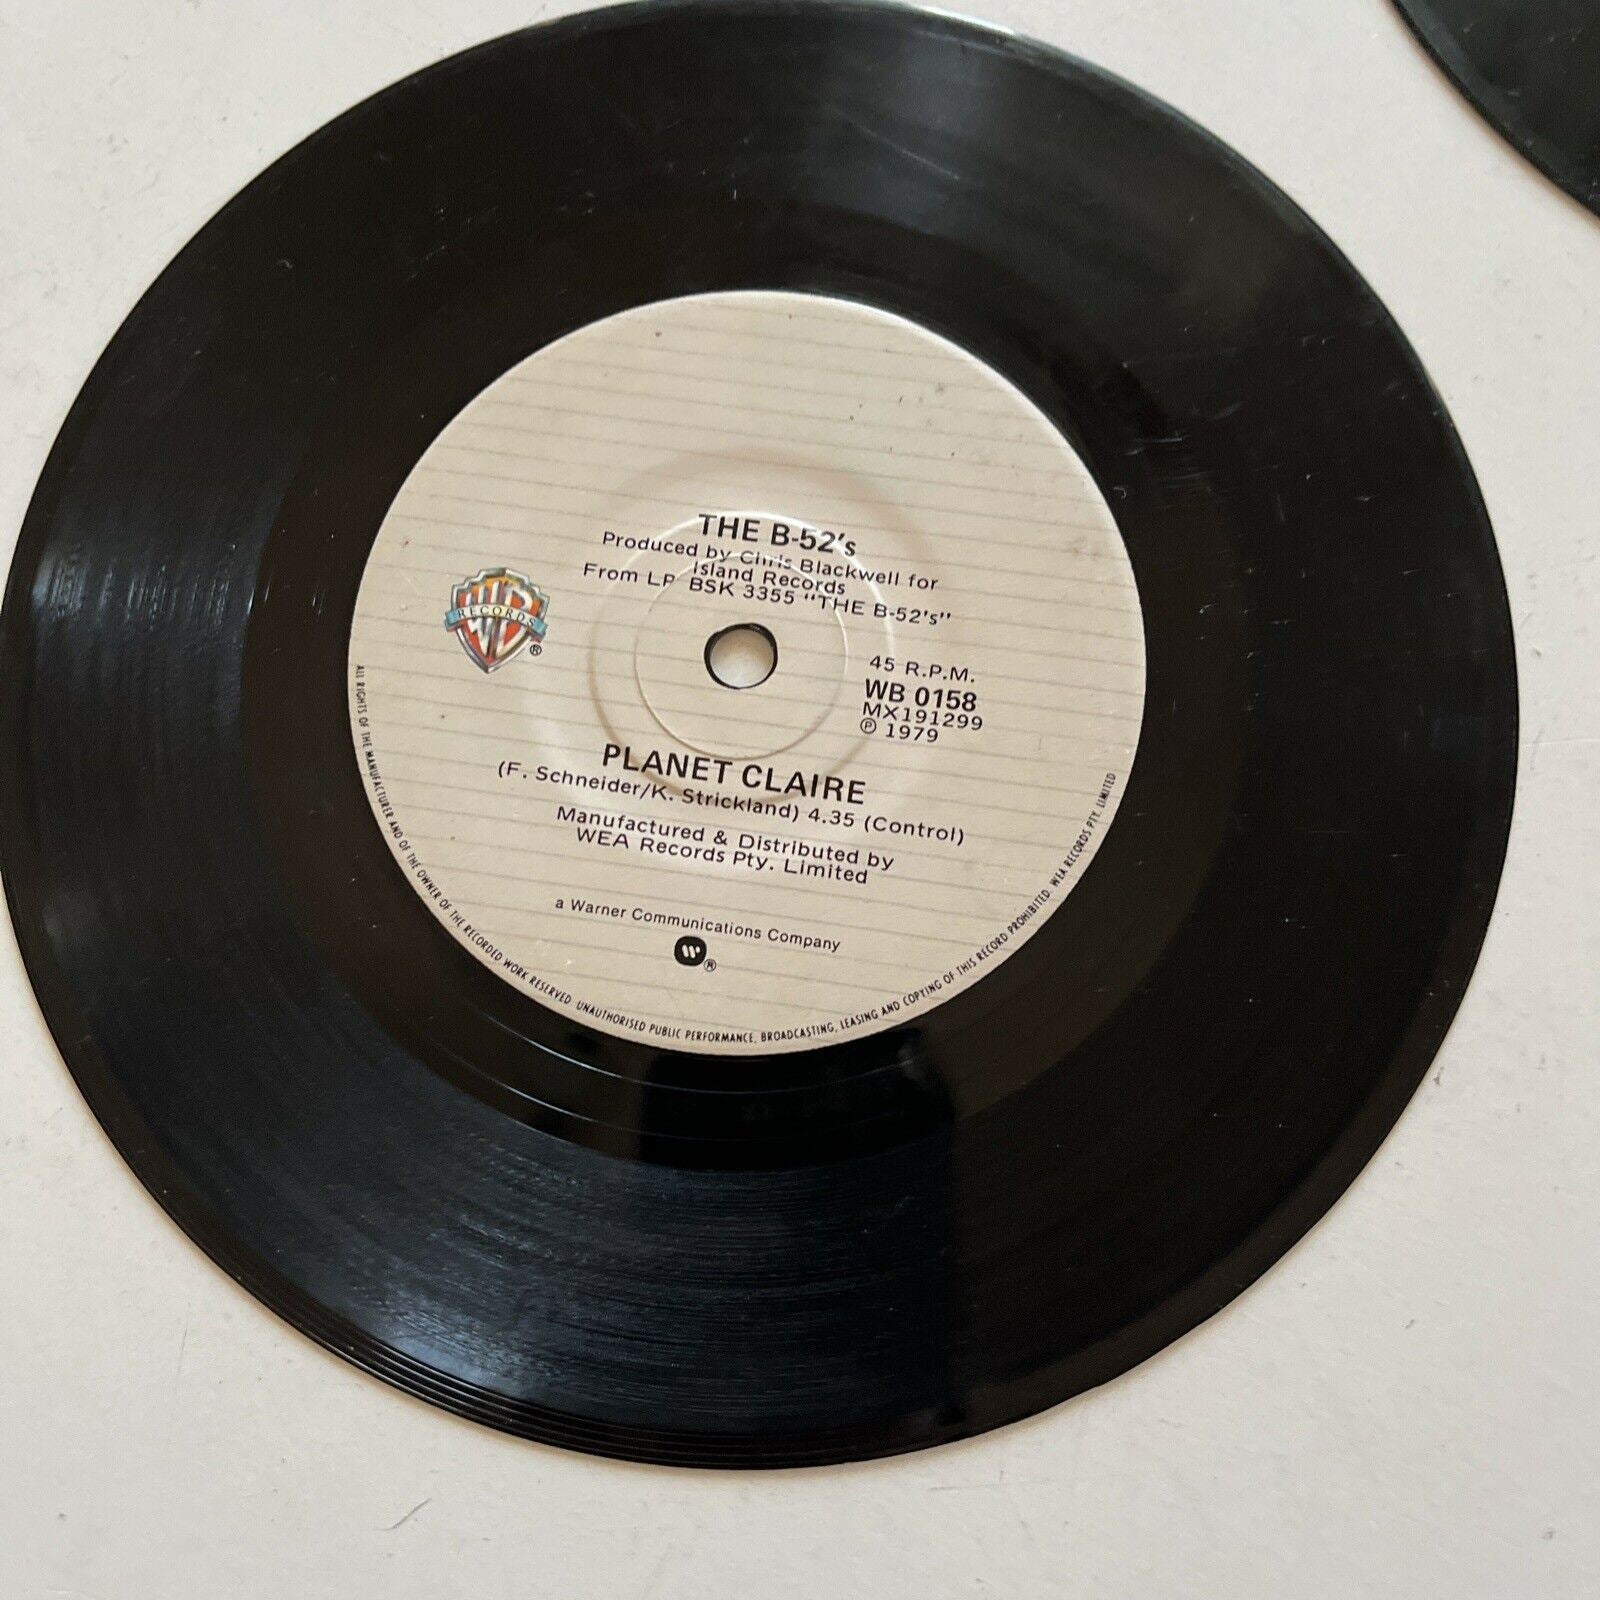 THE B-52's
Produced by Chris Blackwell for
Island Records
From LP BSK 3355 "THE B-52's"
WB
RECORDS
®
45 R.P.M.
WB 0158
MX191299
℗ 1979
PLANET CLAIRE
(F. Schneider/K. Strickland) 4.35 (Control)
Manufactured & Distributed by
WEA Records Pty. Limited
a Warner Communications Company
W ®
ALL RIGHTS OF THE MANUFACTURER AND OF THE OWNER OF THE RECORDED WORK RESERVED. UNAUTHORISED PUBLIC PERFORMANCE, BROADCASTING, LEASING AND COPYING OF THIS RECORD PROHIBITED. WEA RECORDS PTY. LIMITED